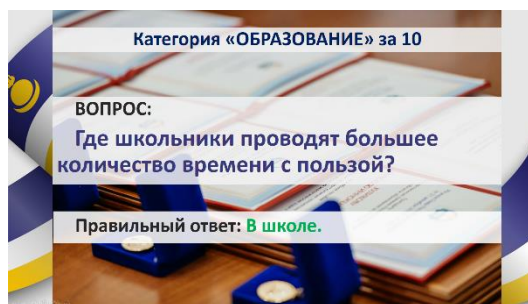 Категория «ОБРАЗОВАНИЕ» за 10
ВОПРОС:
Где школьники проводят большее
количество времени с пользой?
Правильный ответ: В школе.